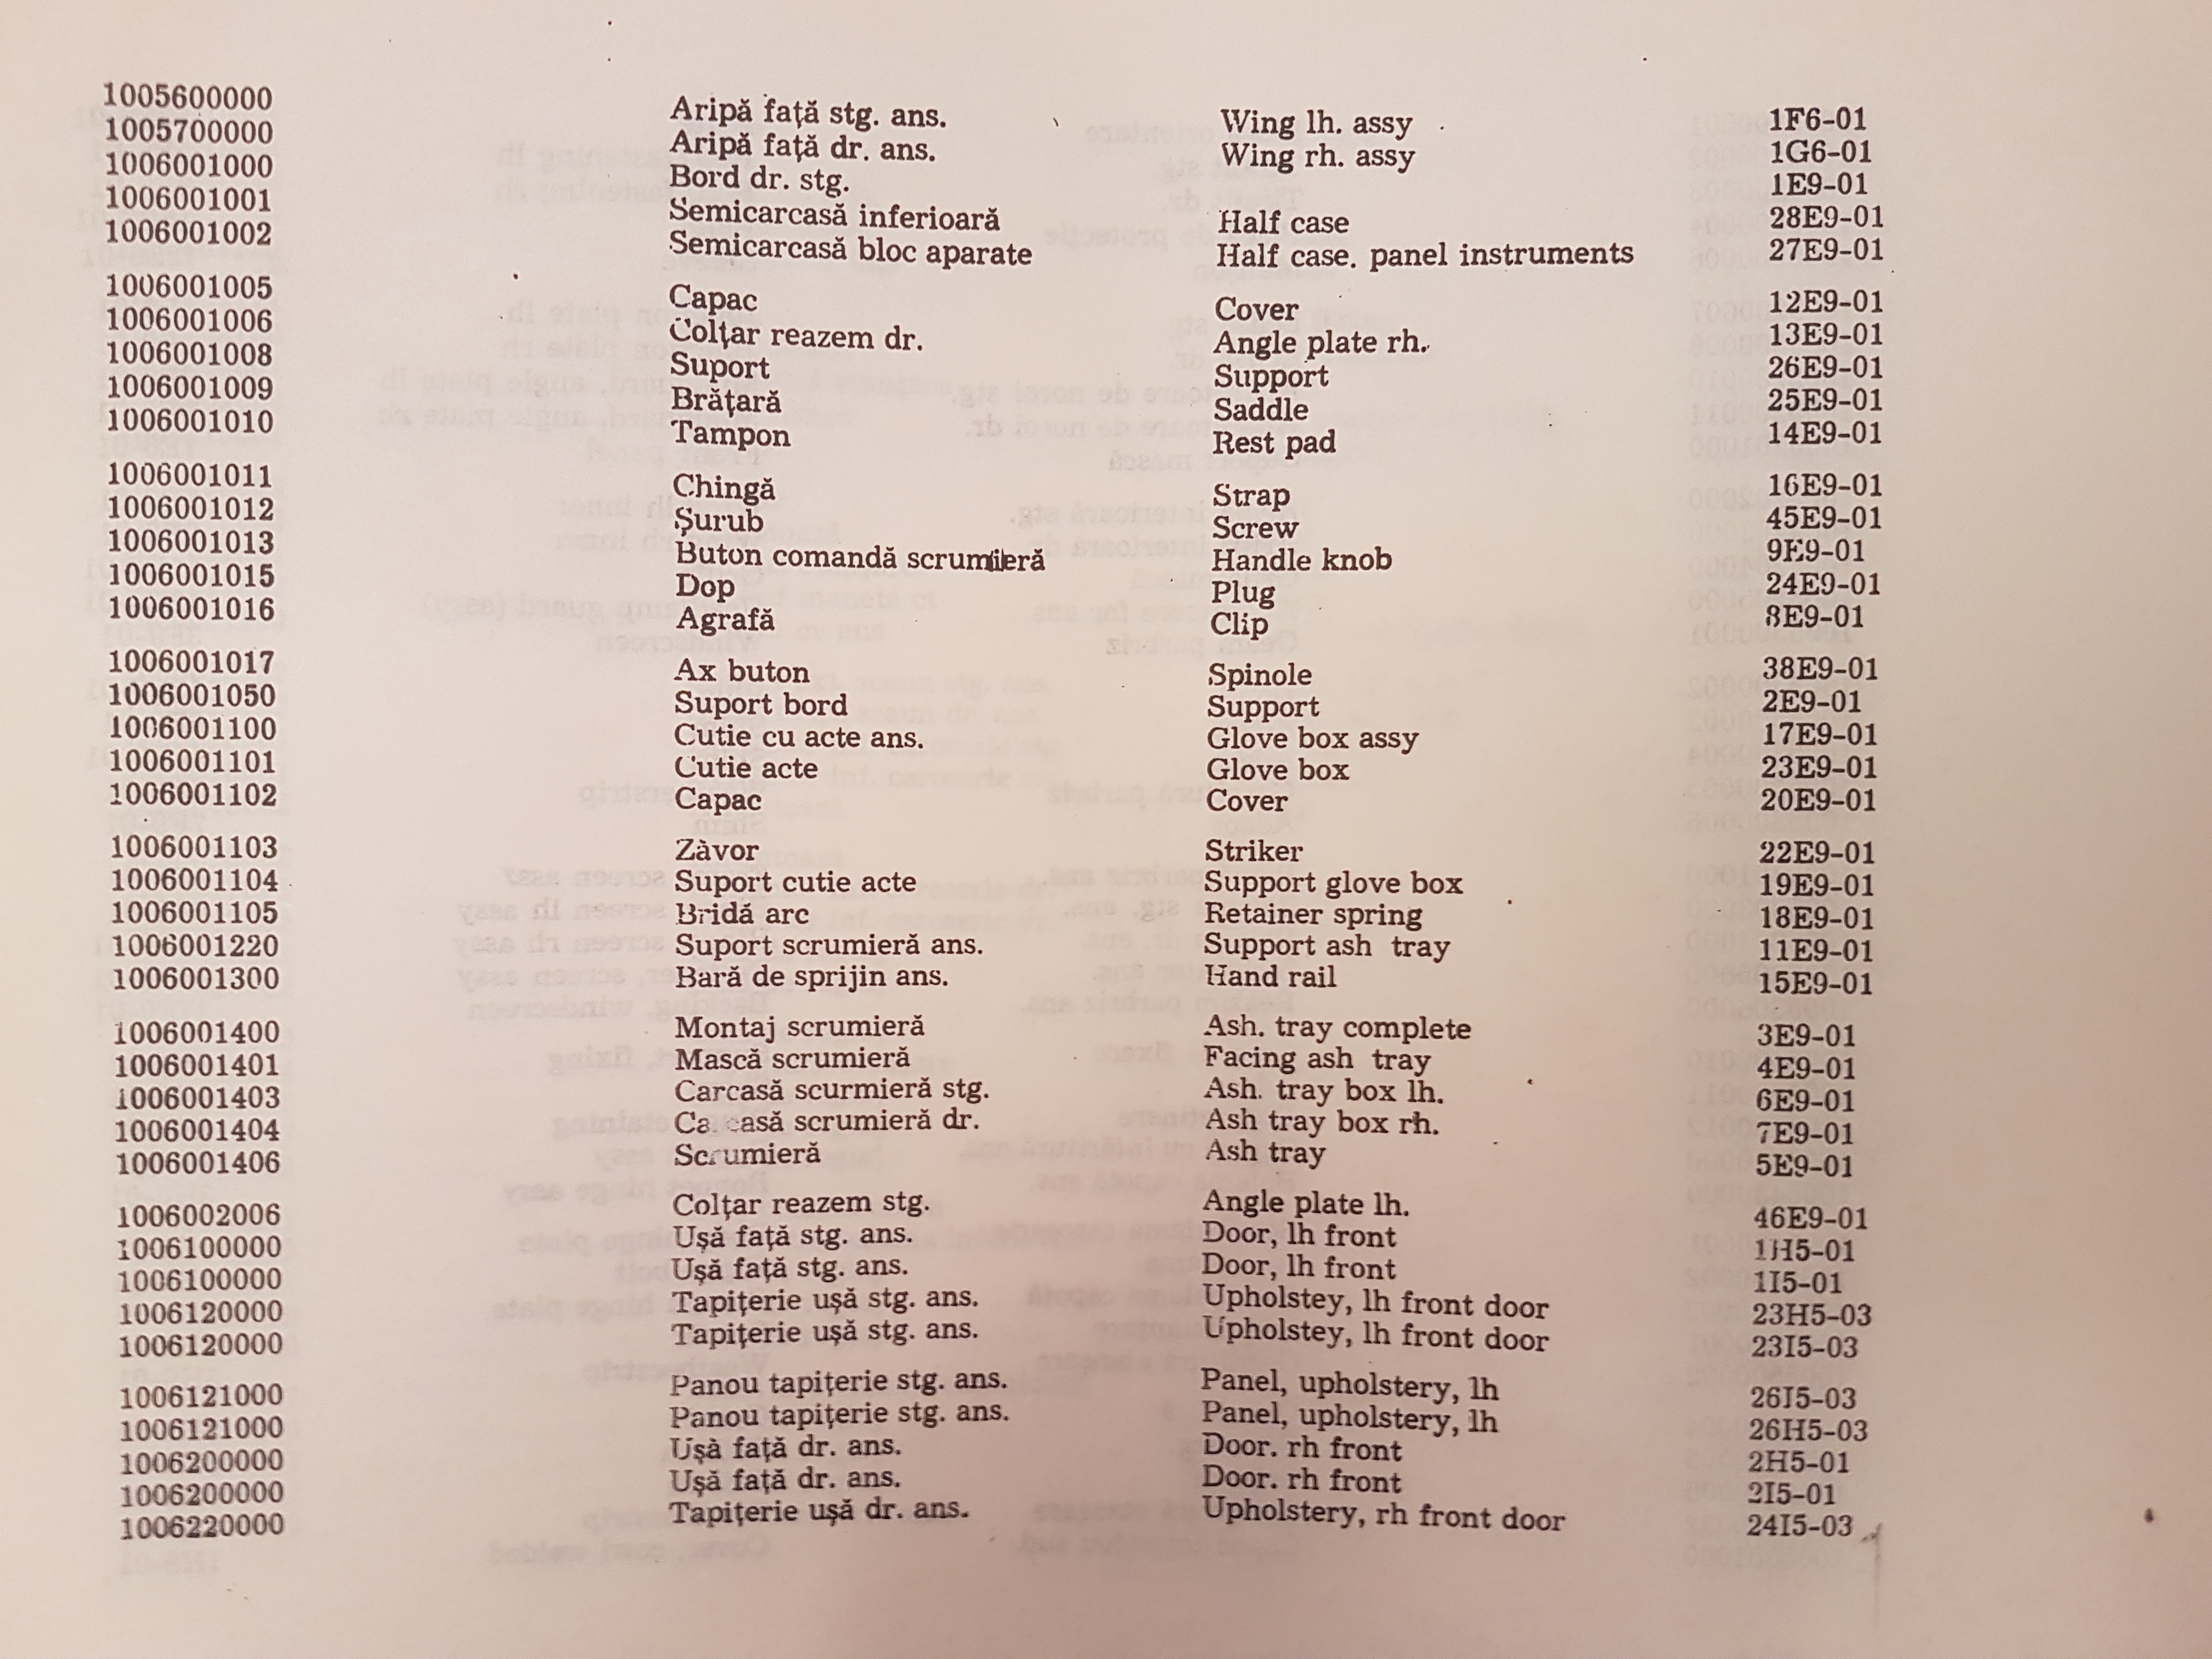 1005600000 Aripă faţă stg. ans. Wing lh. assy 1F6-01
1005700000 Aripă faţă dr. ans. Wing rh. assy 1G6-01
1006001000 Bord dr. stg. 1E9-01
1006001001 Semicarcasă inferioară Half case 28E9-01
1006001002 Semicarcasă bloc aparate Half case. panel instruments 27E9-01
1006001005 Capac Cover 12E9-01
1006001006 Colţar reazem dr. Angle plate rh. 13E9-01
1006001008 Suport Support 26E9-01
1006001009 Brăţară Saddle 25E9-01
1006001010 Tampon Rest pad 14E9-01
1006001011 Chingă Strap 16E9-01
1006001012 Şurub Screw 45E9-01
1006001013 Buton comandă scrumieră Handle knob 9E9-01
1006001015 Dop Plug 24E9-01
1006001016 Agrafă Clip 8E9-01
1006001017 Ax buton Spinole 38E9-01
1006001050 Suport bord Support 2E9-01
1006001100 Cutie cu acte ans. Glove box assy 17E9-01
1006001101 Cutie acte Glove box 23E9-01
1006001102 Capac Cover 20E9-01
1006001103 Zàvor Striker 22E9-01
1006001104 Suport cutie acte Support glove box 19E9-01
1006001105 Bridă arc Retainer spring 18E9-01
1006001220 Suport scrumieră ans. Support ash tray 11E9-01
1006001300 Bară de sprijin ans. Hand rail 15E9-01
1006001400 Montaj scrumieră Ash. tray complete 3E9-01
1006001401 Mască scrumieră Facing ash tray 4E9-01
1006001403 Carcasă scurmieră stg. Ash. tray box lh. 6E9-01
1006001404 Carcasă scrumieră dr. Ash tray box rh. 7E9-01
1006001406 Scrumieră Ash tray 5E9-01
1006002006 Colţar reazem stg. Angle plate lh. 46E9-01
1006100000 Uşă faţă stg. ans. Door, lh front 1H5-01
1006100000 Uşă faţă stg. ans. Door, lh front 1I5-01
1006120000 Tapiţerie uşă stg. ans. Upholstey, lh front door 23H5-03
1006120000 Tapiţerie uşă stg. ans. Upholstey, lh front door 23I5-03
1006121000 Panou tapiţerie stg. ans. Panel, upholstery, lh 26I5-03
1006121000 Panou tapiţerie stg. ans. Panel, upholstery, lh 26H5-03
1006200000 Uşà faţă dr. ans. Door. rh front 2H5-01
1006200000 Uşă faţă dr. ans. Door. rh front 2I5-01
1006220000 Tapiţerie uşă dr. ans. Upholstery, rh front door 24I5-03